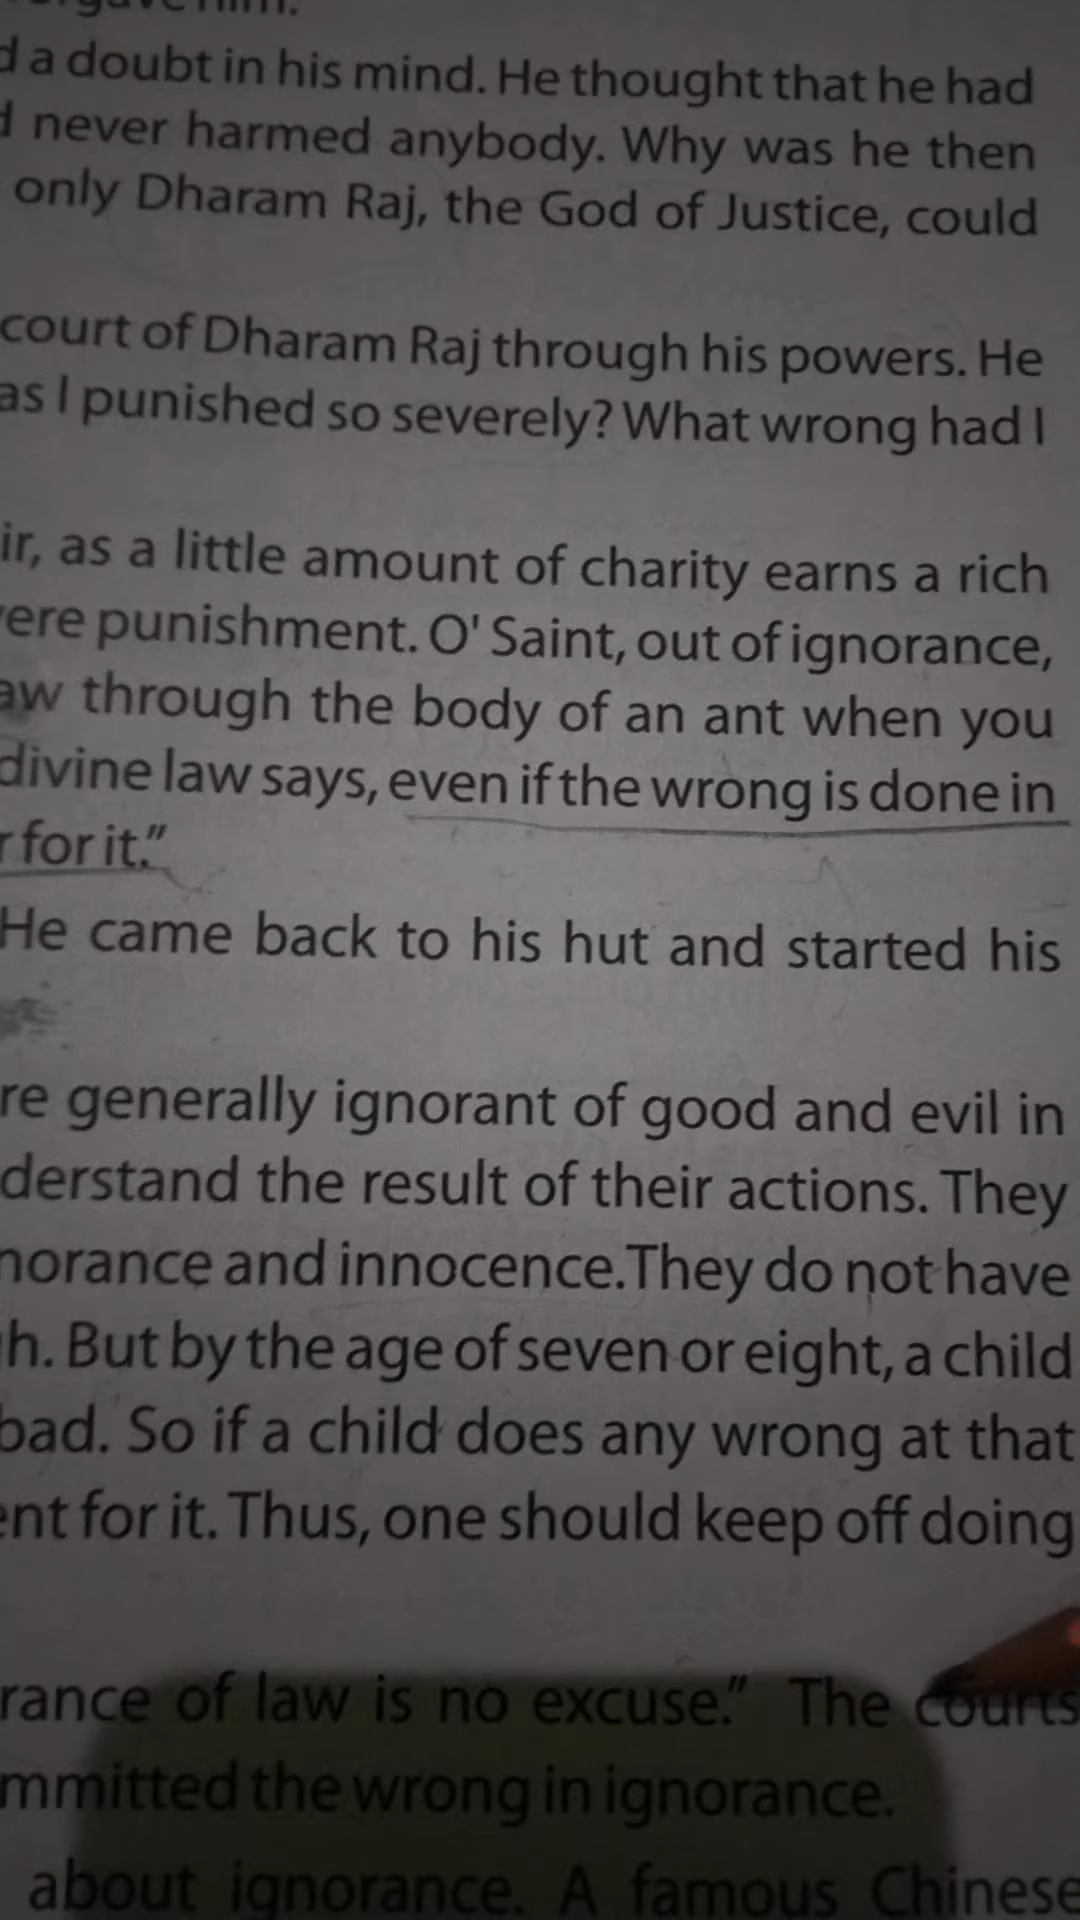 a doubt in his mind. He thought that he had
never harmed anybody. Why was he then
only Dharam Raj, the God of Justice, could
court of Dharam Raj through his powers. He
as I punished so severely? What wrong had I
ir, as a little amount of charity earns a rich
ere punishment. O' Saint, out of ignorance,
aw through the body of an ant when you
divine law says, even if the wrong is done in
r for it."
He came back to his hut and started his
re generally ignorant of good and evil in
derstand the result of their actions. They
norance and innocence.They do not have
h. But by the age of seven or eight, a child
bad. So if a child does any wrong at that
ent for it. Thus, one should keep off doing
rance of law is no excuse." The courts
mmitted the wrong in ignorance.
about ignorance. A famous Chinese